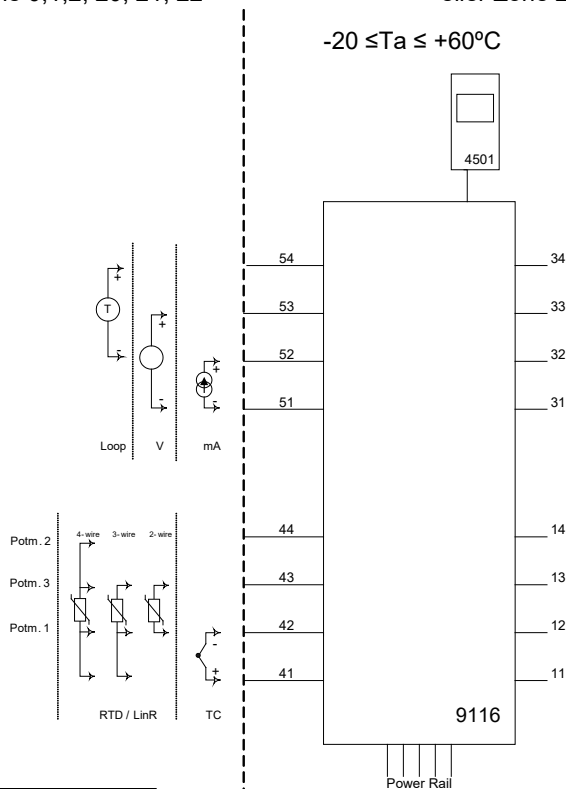 -20 ≤Ta ≤ +60ºC
4501
54
34
53
33
T
+
-
+
-
+
-
52
32
51
31
Loop
V
mA
44
14
Potm. 2
4- wire
3- wire
2- wire
Potm. 3
43
13
Potm. 1
42
12
-
+
41
11
RTD / LinR
TC
9116
Power Rail